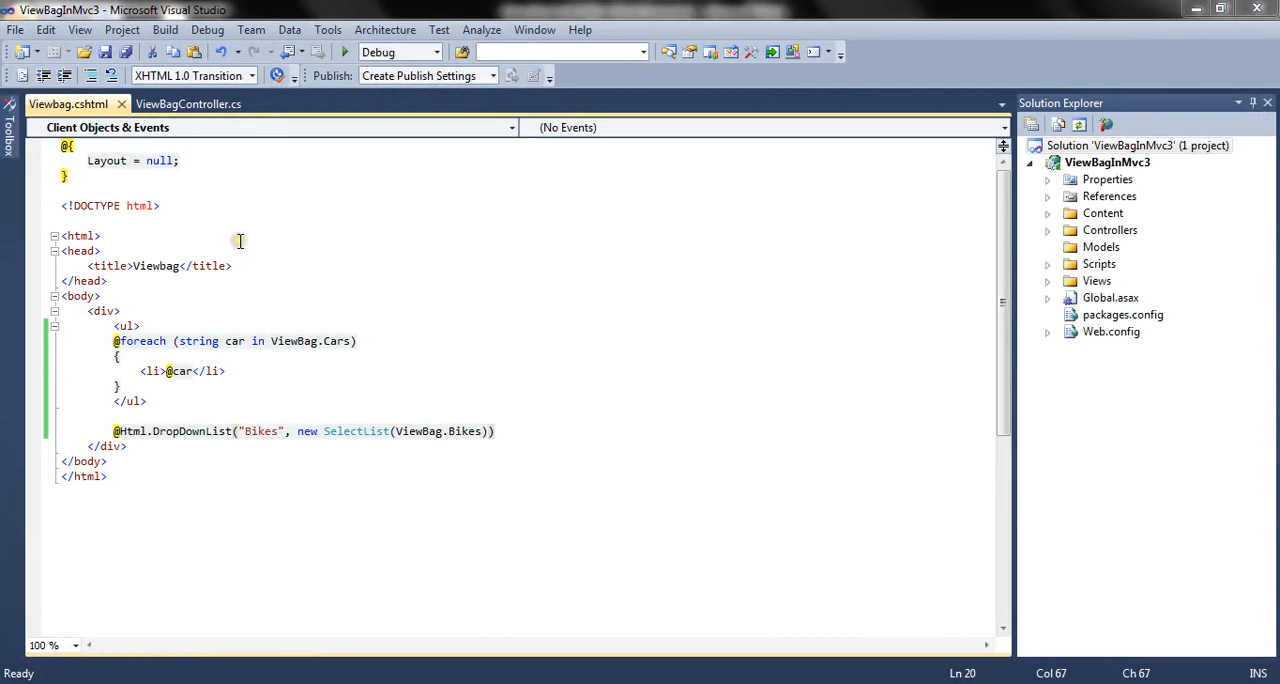 ViewBagInMvc3 - Microsoft Visual Studio
File Edit View Project Build Debug Team Data Tools Architecture Test Analyze Window Help
Debug
XHTML 1.0 Transition Publish: Create Publish Settings
Toolbox
Viewbag.cshtml ViewBagController.cs
Client Objects & Events (No Events)
@{
Layout = null;
}
<!DOCTYPE html>
<html>
<head>
<title>Viewbag</title>
</head>
<body>
<div>
<ul>
@foreach (string car in ViewBag.Cars)
{
<li>@car</li>
}
</ul>
@Html.DropDownList("Bikes", new SelectList(ViewBag.Bikes))
</div>
</body>
</html>
100 %
Solution Explorer
Solution 'ViewBagInMvc3' (1 project)
ViewBagInMvc3
Properties
References
Content
Controllers
Models
Scripts
Views
Global.asax
packages.config
Web.config
Ready Ln 20 Col 67 Ch 67 INS